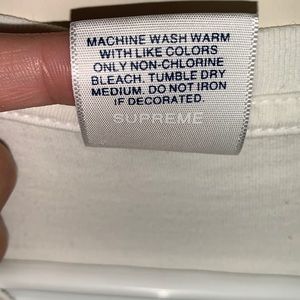 MACHINE WASH WARM
WITH LIKE COLORS
ONLY NON-CHLORINE
BLEACH. TUMBLE DRY
MEDIUM. DO NOT IRON
IF DECORATED.
SUPREME